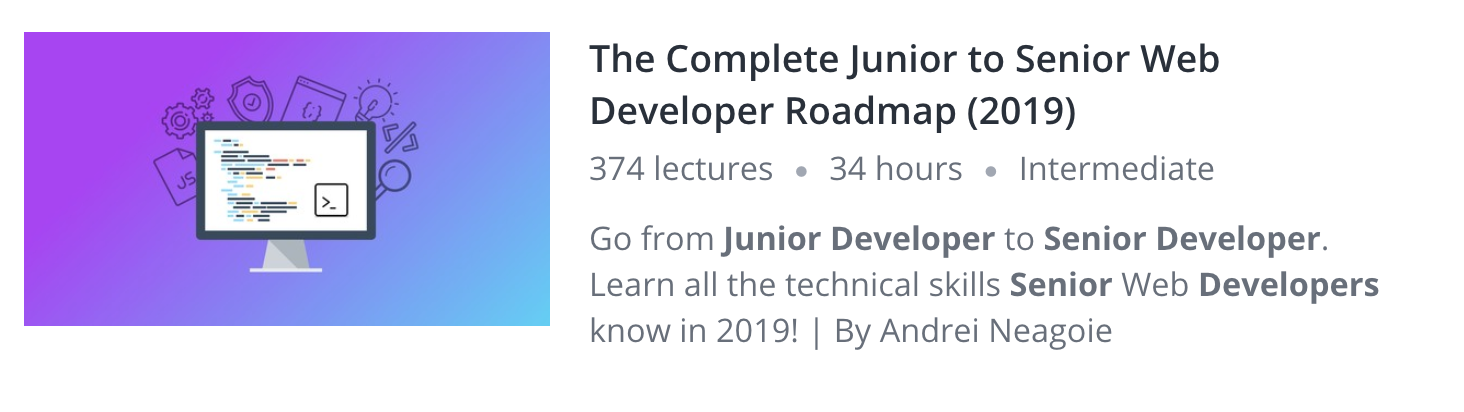 The Complete Junior to Senior Web
Developer Roadmap (2019)
374 lectures • 34 hours • Intermediate
Go from Junior Developer to Senior Developer.
Learn all the technical skills Senior Web Developers
know in 2019! | By Andrei Neagoie
JS
{;}
</>
>_